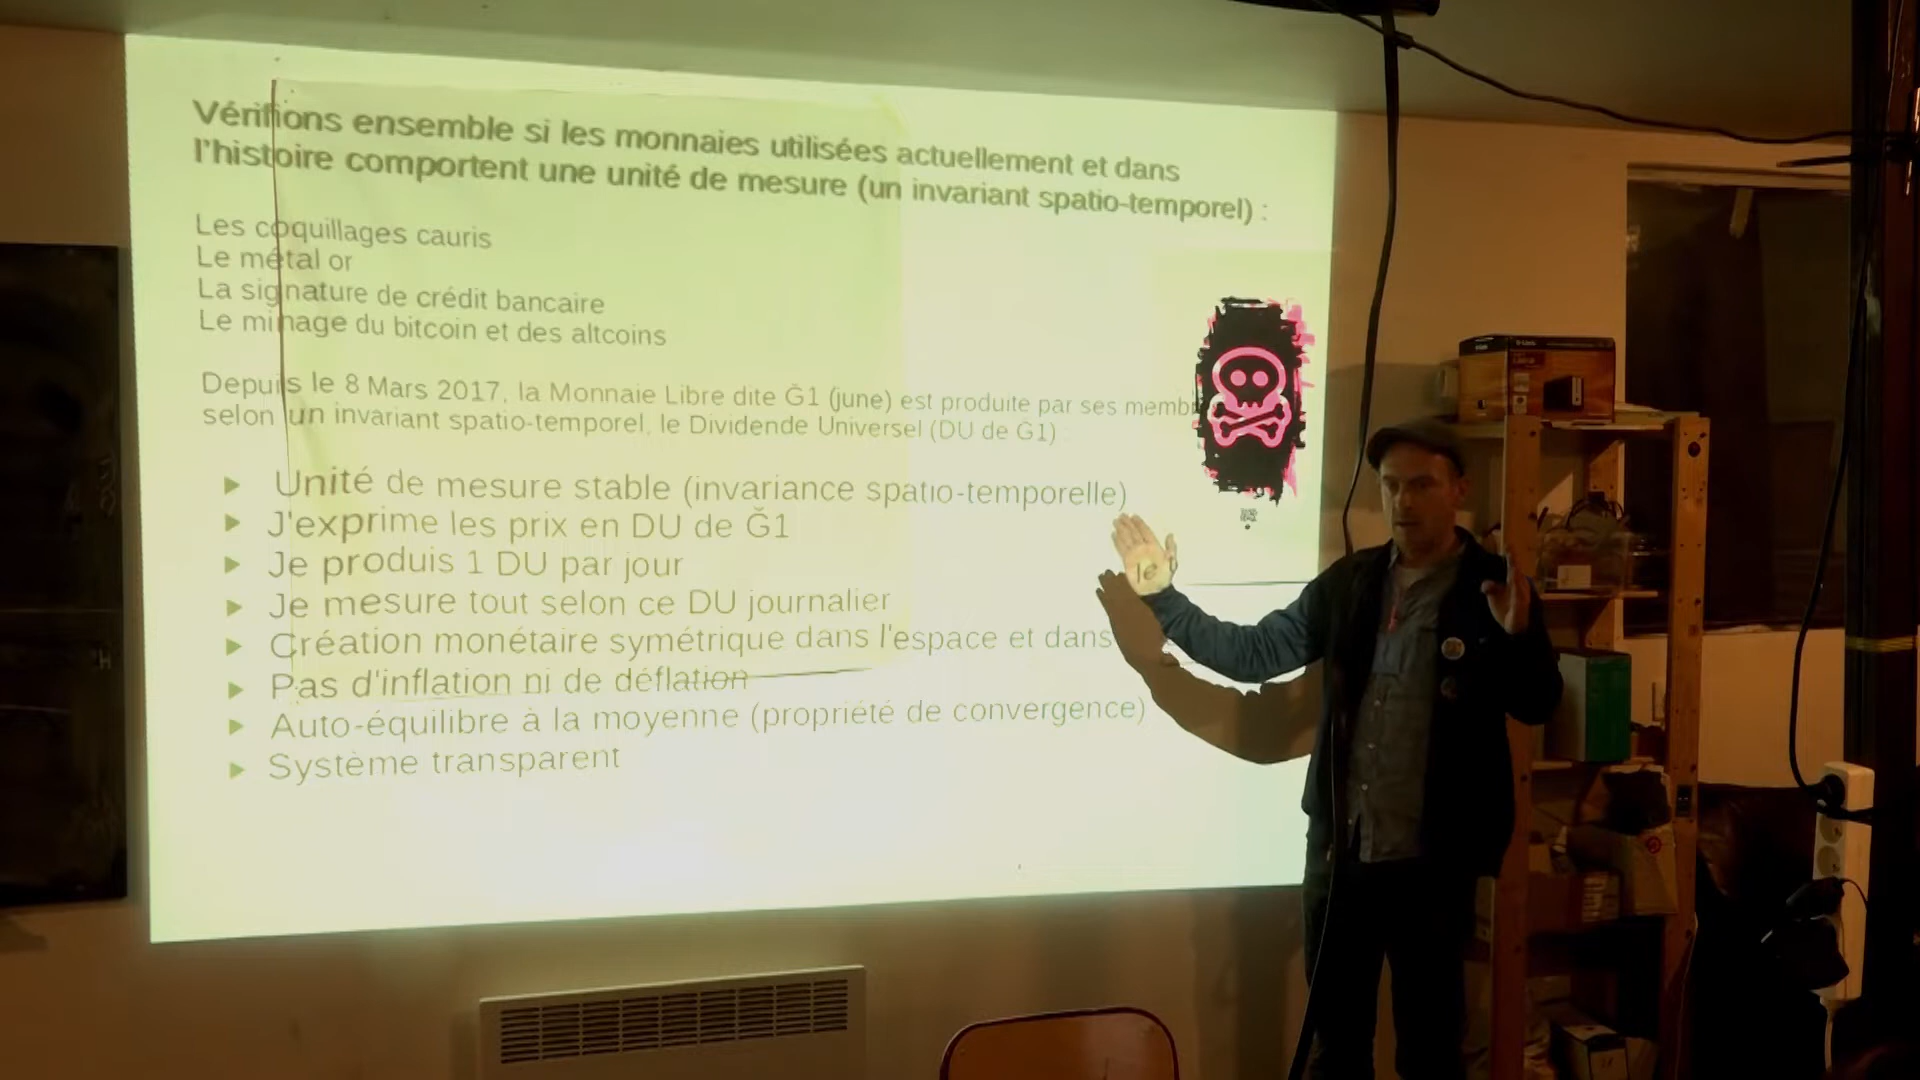 Vérifions ensemble si les monnaies utilisées actuellement et dans
l'histoire comportent une unité de mesure (un invariant spatio-temporel) :
Les coquillages cauris
Le métal or
La signature de crédit bancaire
Le minage du bitcoin et des altcoins
Depuis le 8 Mars 2017, la Monnaie Libre dite Ğ1 (june) est produite par ses memb
selon un invariant spatio-temporel, le Dividende Universel (DU de Ğ1) :
► Unité de mesure stable (invariance spatio-temporelle)
► J'exprime les prix en DU de Ğ1
► Je produis 1 DU par jour
► Je mesure tout selon ce DU journalier
► Création monétaire symétrique dans l'espace et dans le t
► Pas d'inflation ni de déflation
► Auto-équilibre à la moyenne (propriété de convergence)
► Système transparent